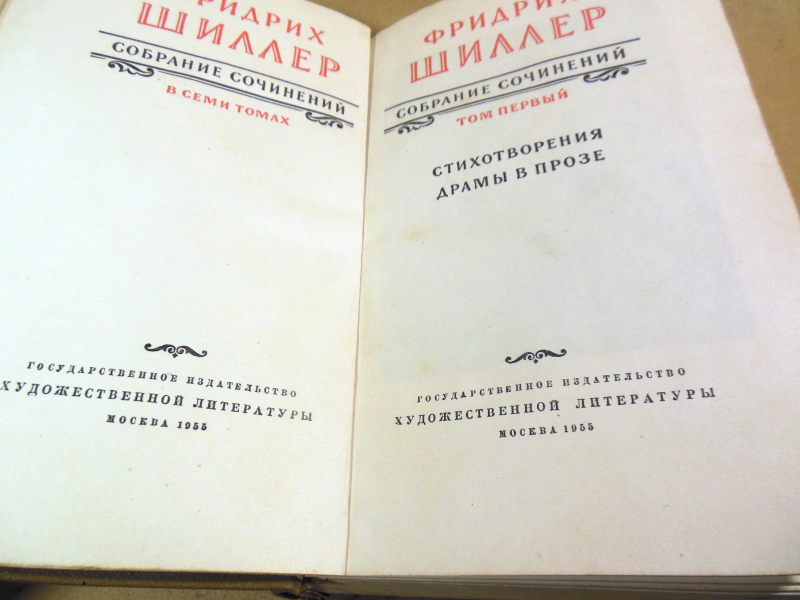 ФРИДРИХ
ШИЛЛЕР
СОБРАНИЕ СОЧИНЕНИЙ
В СЕМИ ТОМАХ
ГОСУДАРСТВЕННОЕ ИЗДАТЕЛЬСТВО
ХУДОЖЕСТВЕННОЙ ЛИТЕРАТУРЫ
МОСКВА 1955
ФРИДРИХ
ШИЛЛЕР
СОБРАНИЕ СОЧИНЕНИЙ
ТОМ ПЕРВЫЙ
СТИХОТВОРЕНИЯ
ДРАМЫ В ПРОЗЕ
ГОСУДАРСТВЕННОЕ ИЗДАТЕЛЬСТВО
ХУДОЖЕСТВЕННОЙ ЛИТЕРАТУРЫ
МОСКВА 1955